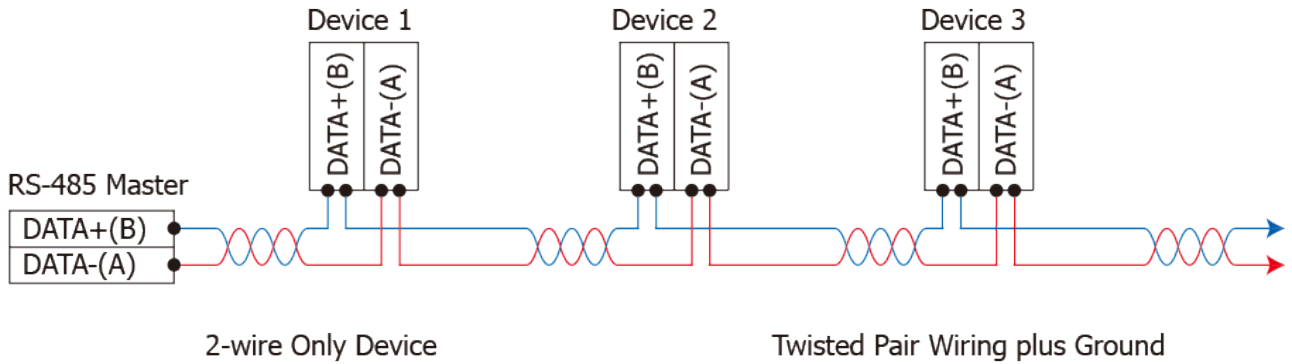 Device 1
Device 2
Device 3
DATA+(B)
DATA-(A)
DATA+(B)
DATA-(A)
DATA+(B)
DATA-(A)
RS-485 Master
DATA+(B)
DATA-(A)
2-wire Only Device
Twisted Pair Wiring plus Ground